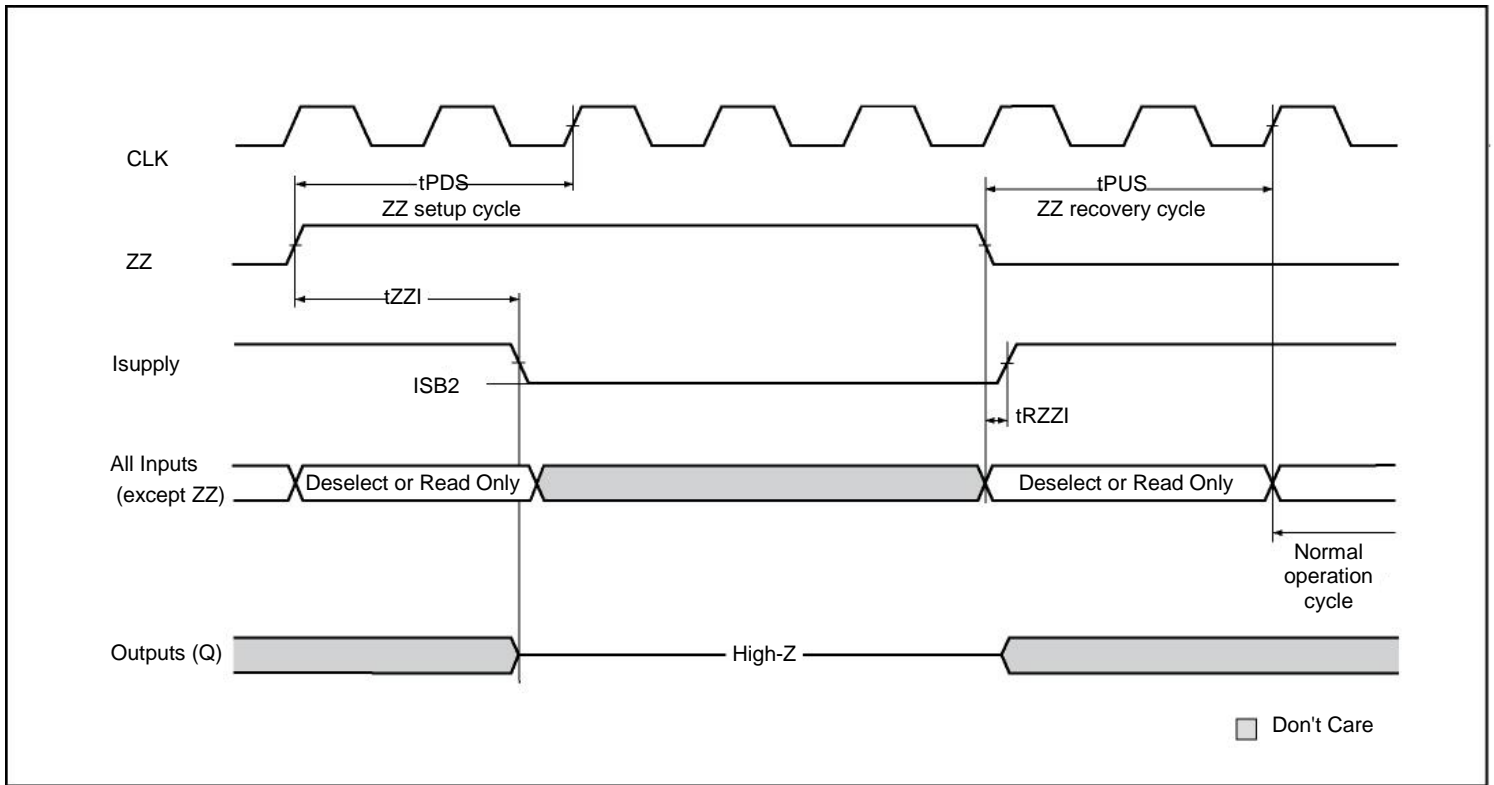 CLK
tPDS
ZZ setup cycle
tPUS
ZZ recovery cycle
ZZ
tZZI
Isupply
ISB2
tRZZI
All Inputs
(except ZZ)
Deselect or Read Only
Deselect or Read Only
Normal
operation
cycle
Outputs (Q)
High-Z
Don't Care